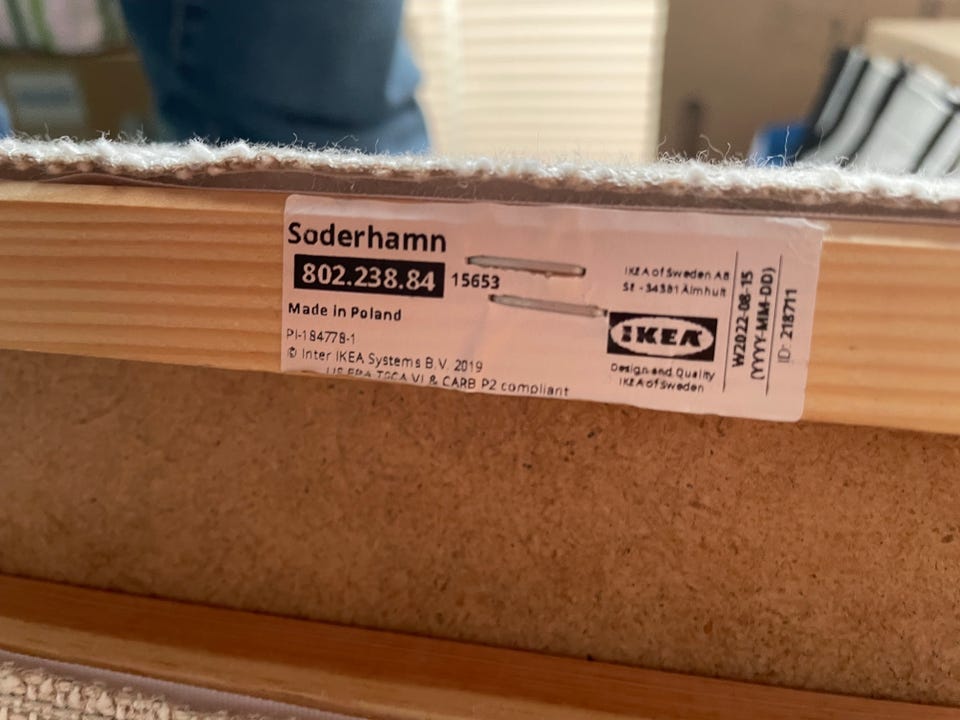 Söderhamn
802.238.84 15653
Made in Poland
PI-184778-1
© Inter IKEA Systems B.V. 2019
US EPA TSCA VI & CARB P2 compliant
IKEA of Sweden AB
SE - 34381 Älmhult
IKEA
Design and Quality
IKEA of Sweden
W2022-08-15
(YYYY-MM-DD)
ID: 218711